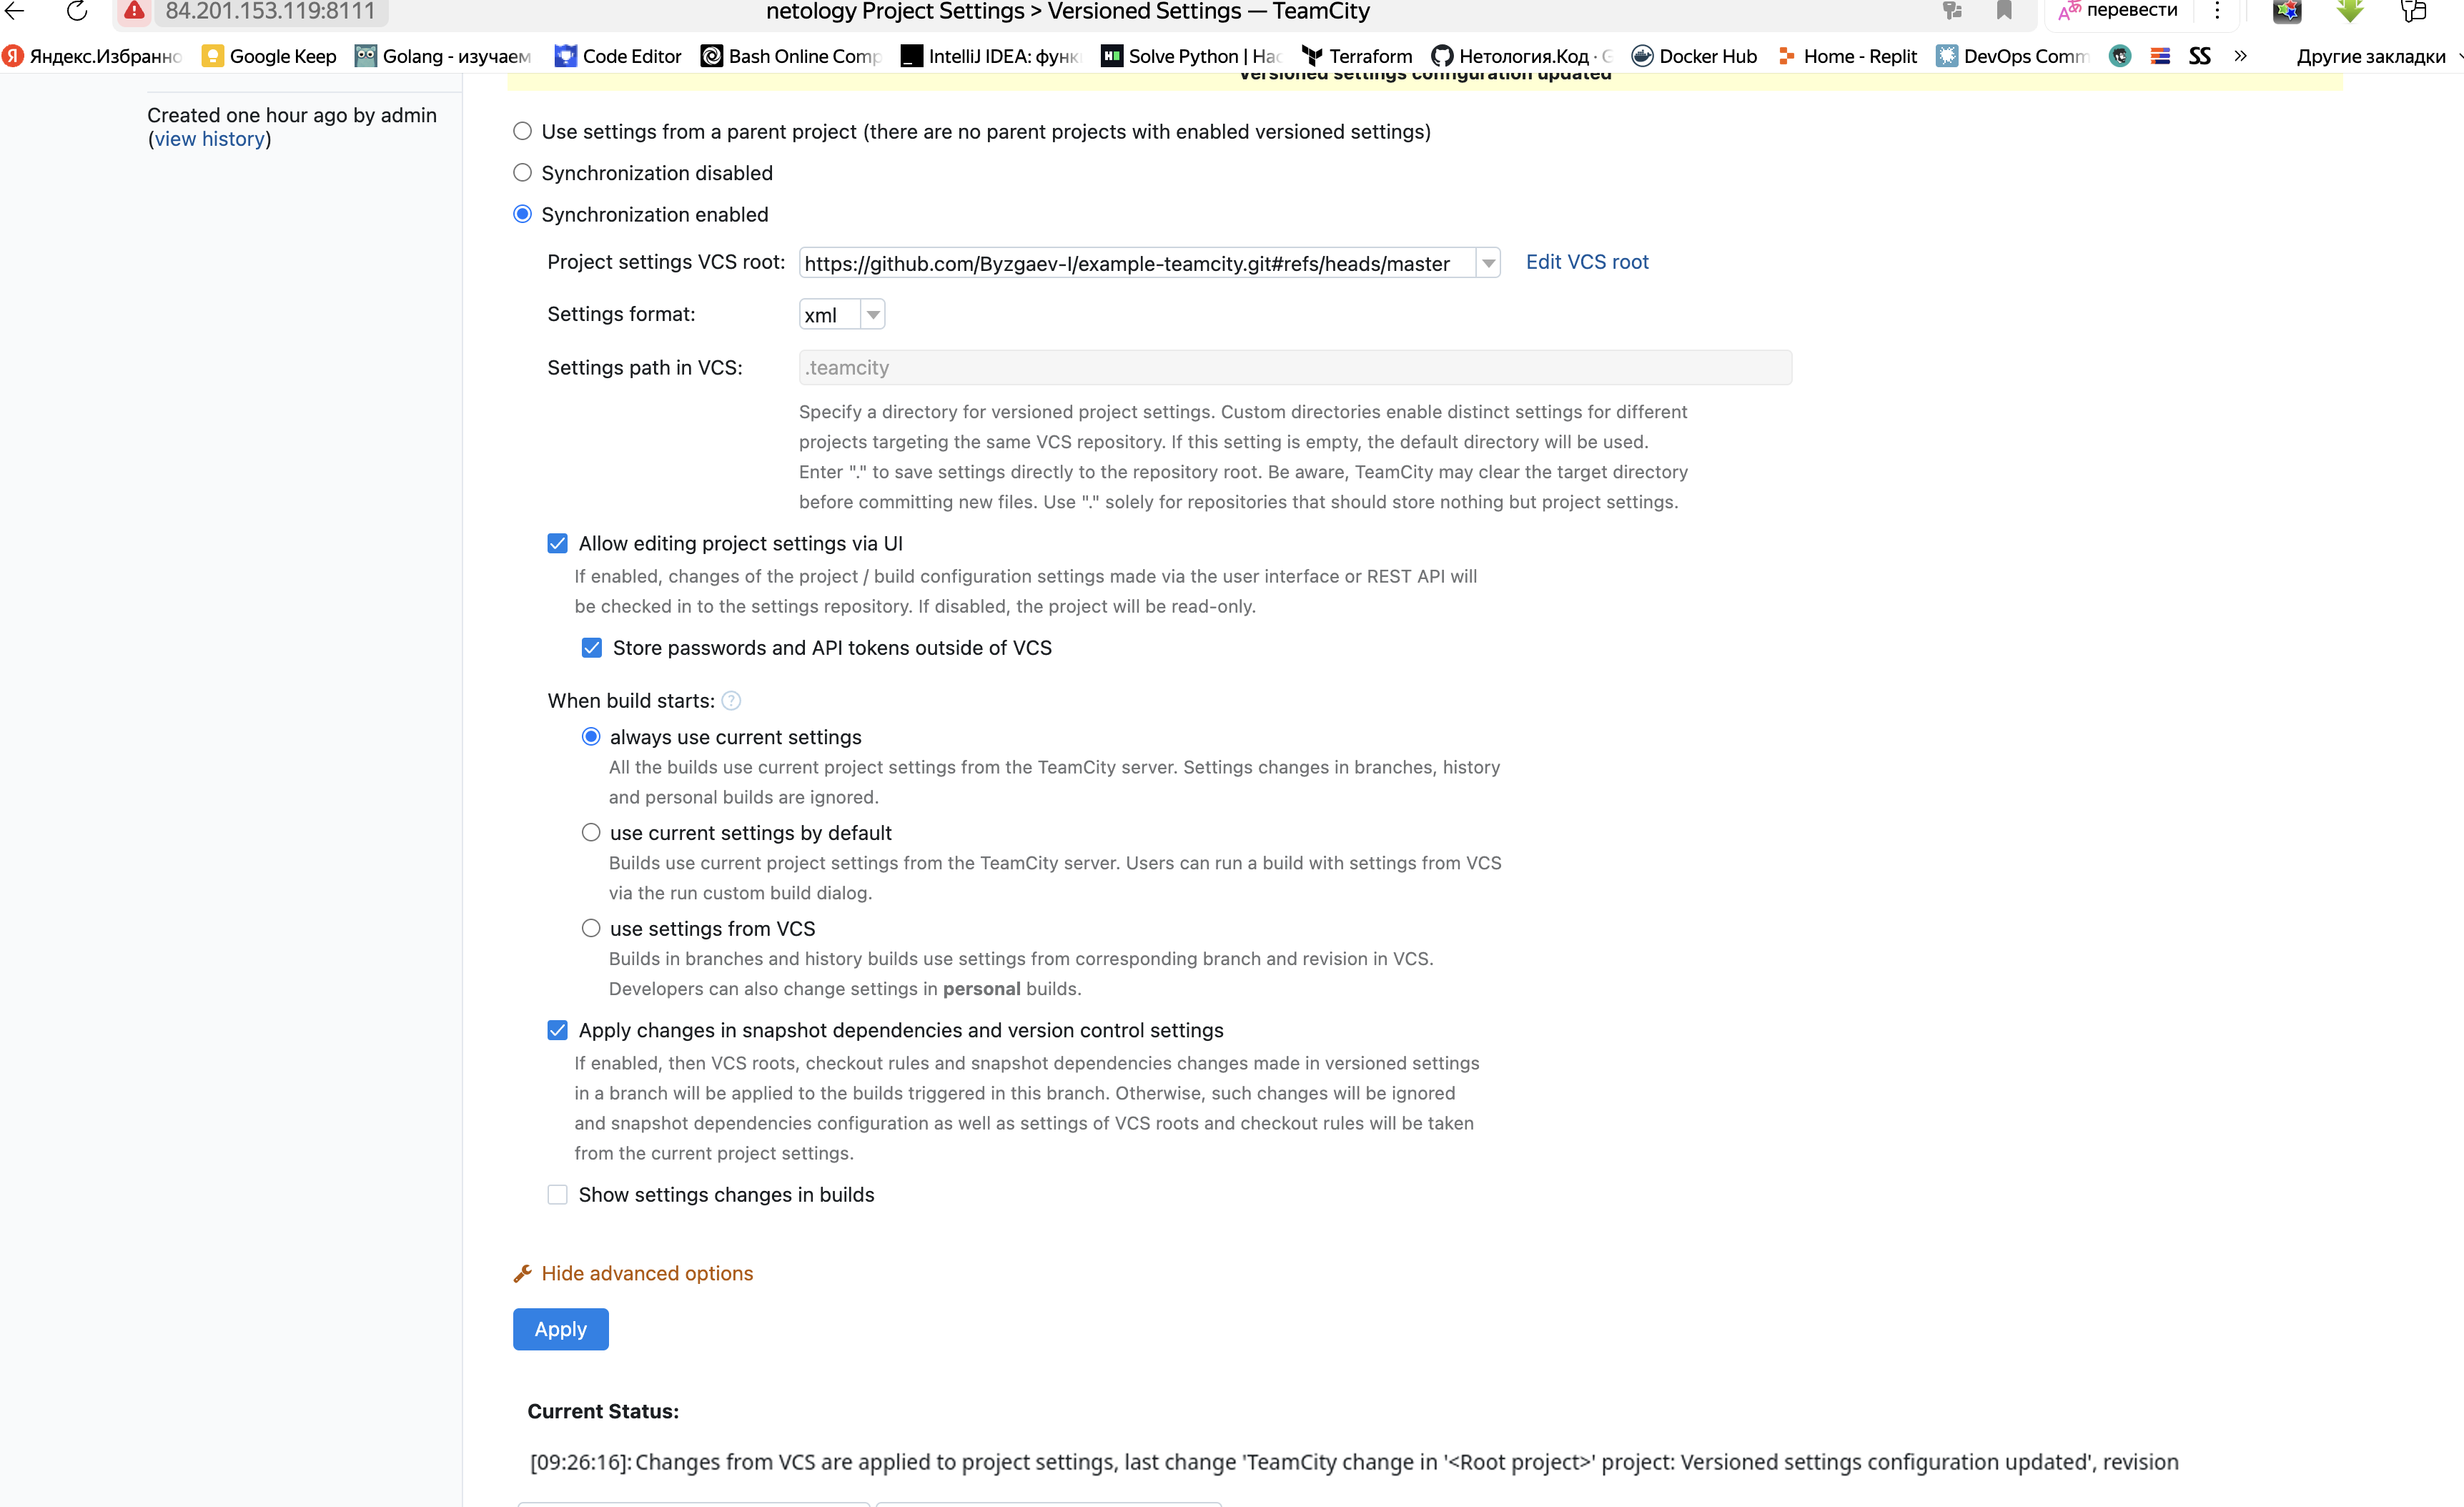 84.201.153.119:8111
netology Project Settings > Versioned Settings — TeamCity
перевести
Яндекс.Избранно
Google Keep
Golang - изучаем
Code Editor
Bash Online Comp
IntelliJ IDEA: функ
Solve Python | Hac
Terraform
Нетология.Код · G
Docker Hub
Home - Replit
DevOps Comm
SS
»
Другие закладки
Versioned settings configuration updated
Created one hour ago by admin
(view history)
Use settings from a parent project (there are no parent projects with enabled versioned settings)
Synchronization disabled
Synchronization enabled
Project settings VCS root: https://github.com/Byzgaev-I/example-teamcity.git#refs/heads/master Edit VCS root
Settings format: xml
Settings path in VCS: .teamcity
Specify a directory for versioned project settings. Custom directories enable distinct settings for different
projects targeting the same VCS repository. If this setting is empty, the default directory will be used.
Enter "." to save settings directly to the repository root. Be aware, TeamCity may clear the target directory
before committing new files. Use "." solely for repositories that should store nothing but project settings.
Allow editing project settings via UI
If enabled, changes of the project / build configuration settings made via the user interface or REST API will
be checked in to the settings repository. If disabled, the project will be read-only.
Store passwords and API tokens outside of VCS
When build starts: ?
always use current settings
All the builds use current project settings from the TeamCity server. Settings changes in branches, history
and personal builds are ignored.
use current settings by default
Builds use current project settings from the TeamCity server. Users can run a build with settings from VCS
via the run custom build dialog.
use settings from VCS
Builds in branches and history builds use settings from corresponding branch and revision in VCS.
Developers can also change settings in personal builds.
Apply changes in snapshot dependencies and version control settings
If enabled, then VCS roots, checkout rules and snapshot dependencies changes made in versioned settings
in a branch will be applied to the builds triggered in this branch. Otherwise, such changes will be ignored
and snapshot dependencies configuration as well as settings of VCS roots and checkout rules will be taken
from the current project settings.
Show settings changes in builds
Hide advanced options
Apply
Current Status:
[09:26:16]: Changes from VCS are applied to project settings, last change 'TeamCity change in '<Root project>' project: Versioned settings configuration updated', revision